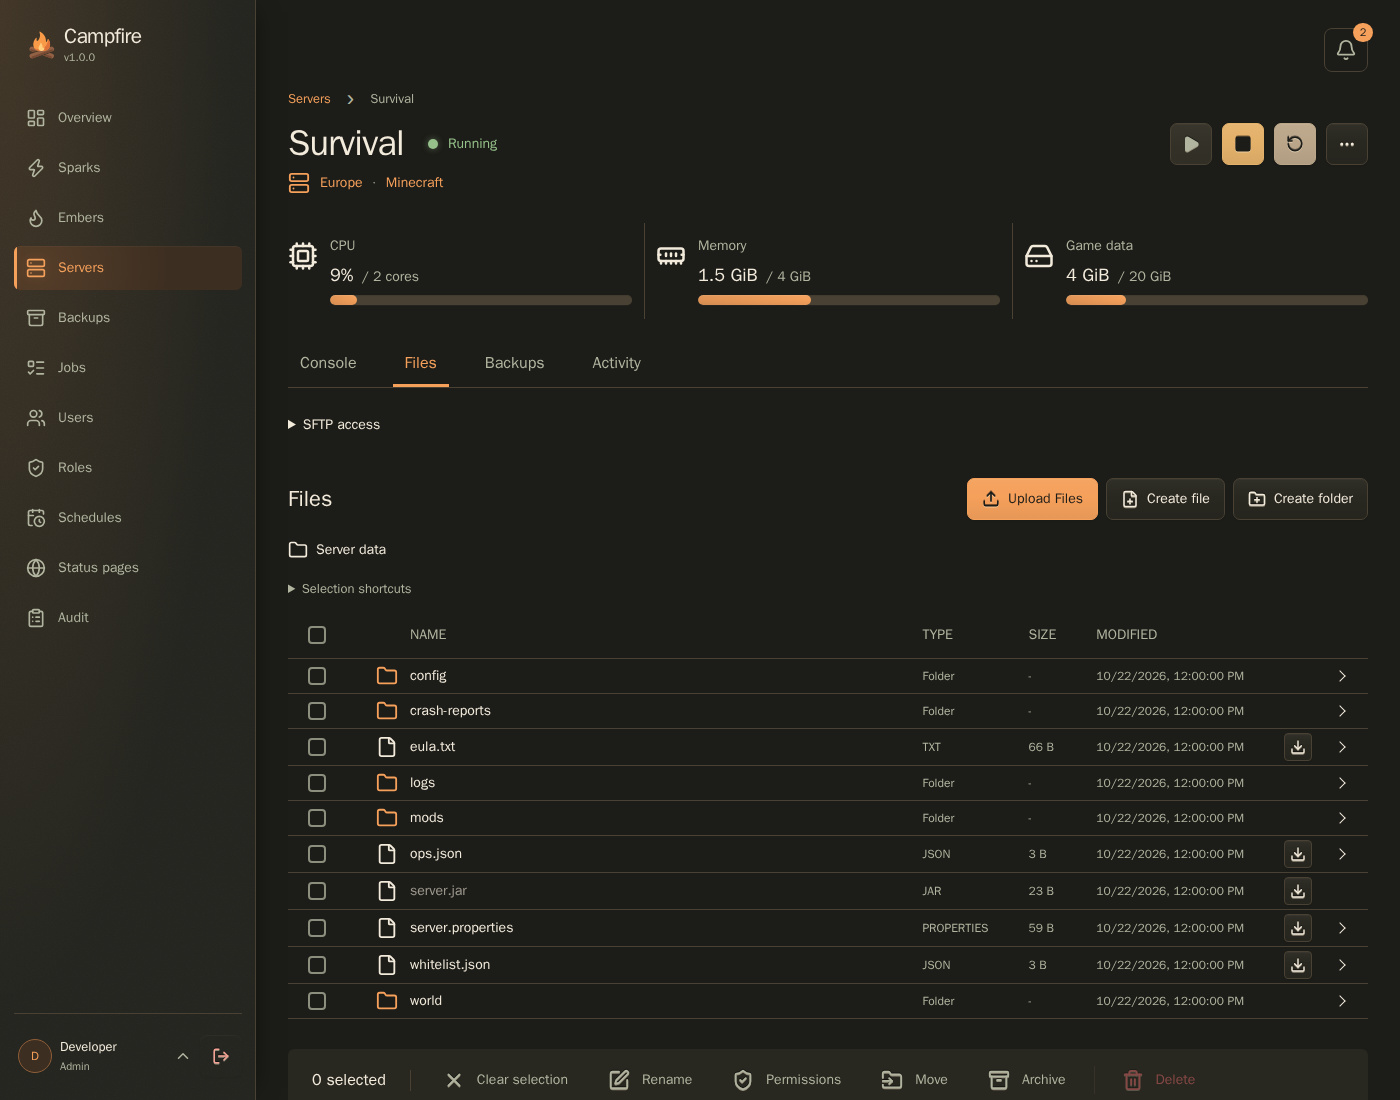 Campfire
v1.0.0
2
Overview
Sparks
Embers
Servers
Backups
Jobs
Users
Roles
Schedules
Status pages
Audit
D
Developer
Admin
Servers
Survival
Survival
Running
Europe · Minecraft
CPU
9% / 2 cores
Memory
1.5 GiB / 4 GiB
Game data
4 GiB / 20 GiB
Console Files Backups Activity
SFTP access
Files
Upload Files
Create file
Create folder
Server data
Selection shortcuts
NAME TYPE SIZE MODIFIED
config Folder - 10/22/2026, 12:00:00 PM
crash-reports Folder - 10/22/2026, 12:00:00 PM
eula.txt TXT 66 B 10/22/2026, 12:00:00 PM
logs Folder - 10/22/2026, 12:00:00 PM
mods Folder - 10/22/2026, 12:00:00 PM
ops.json JSON 3 B 10/22/2026, 12:00:00 PM
server.jar JAR 23 B 10/22/2026, 12:00:00 PM
server.properties PROPERTIES 59 B 10/22/2026, 12:00:00 PM
whitelist.json JSON 3 B 10/22/2026, 12:00:00 PM
world Folder - 10/22/2026, 12:00:00 PM
0 selected Clear selection Rename Permissions Move Archive Delete